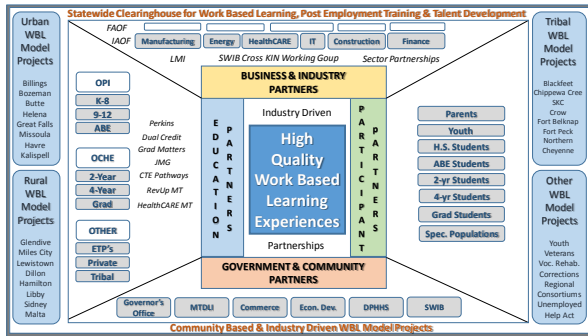 Statewide Clearinghouse for Work Based Learning, Post Employment Training & Talent Development
Urban
WBL
Model
Projects
Billings
Bozeman
Butte
Helena
Great Falls
Missoula
Havre
Kalispell
Rural
WBL
Model
Projects
Glendive
Miles City
Lewistown
Dillon
Hamilton
Libby
Sidney
Malta
FAOF
IAOF
Manufacturing
Energy
HealthCARE
IT
Construction
Finance
LMI
SWIB Cross KIN Working Goup
Sector Partnerships
BUSINESS & INDUSTRY
PARTNERS
OPI
K-8
9-12
ABE
OCHE
2-Year
4-Year
Grad
OTHER
ETP's
Private
Tribal
Perkins
Dual Credit
Grad Matters
JMG
CTE Pathways
RevUp MT
HealthCARE MT
EDUCATION
PARTNERS
Industry Driven
High
Quality
Work Based
Learning
Experiences
Partnerships
PARTICIPANT
pARTNERS
Parents
Youth
H.S. Students
ABE Students
2-yr Students
4-yr Students
Grad Students
Spec. Populations
GOVERNMENT & COMMUNITY
PARTNERS
Governor's
Office
MTDLI
Commerce
Econ. Dev.
DPHHS
SWIB
Community Based & Industry Driven WBL Model Projects
Tribal
WBL
Model
Projects
Blackfeet
Chippewa Cree
SKC
Crow
Fort Belknap
Fort Peck
Northern
Cheyenne
Other
WBL
Model
Projects
Youth
Veterans
Voc. Rehab.
Corrections
Regional
Consortiums
Unemployed
Help Act